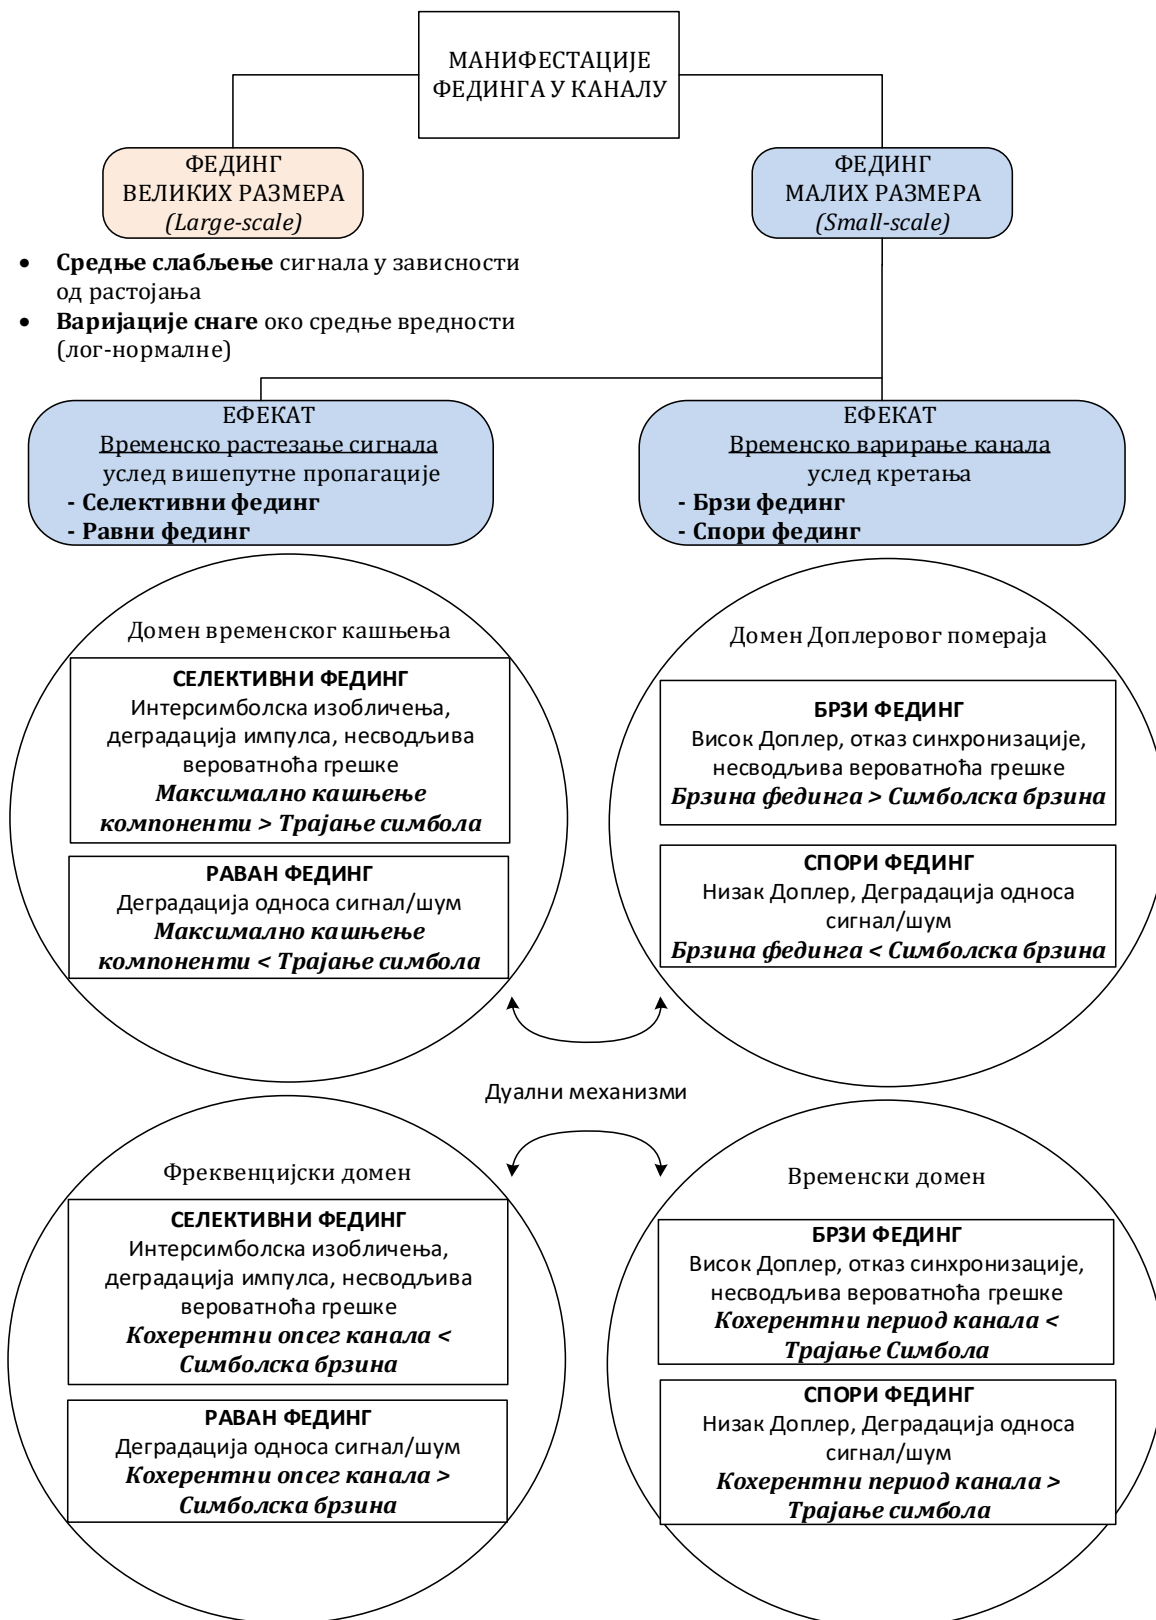 МАНИФЕСТАЦИЈЕ
ФЕДИНГА У КАНАЛУ
ФЕДИНГ
ВЕЛИКИХ РАЗМЕРА
(Large-scale)
ФЕДИНГ
МАЛИХ РАЗМЕРА
(Small-scale)
• Средње слабљење сигнала у зависности
од растојања
• Варијације снаге око средње вредности
(лог-нормалне)
ЕФЕКАТ
Временско растезање сигнала
услед вишепутне пропагације
- Селективни фединг
- Равни фединг
ЕФЕКАТ
Временско варирање канала
услед кретања
- Брзи фединг
- Спори фединг
Домен временског кашњења
СЕЛЕКТИВНИ ФЕДИНГ
Интерсимболска изобличења,
деградација импулса, несводљива
вероватноћа грешке
Максимално кашњење
компоненти > Трајање симбола
РАВАН ФЕДИНГ
Деградација односа сигнал/шум
Максимално кашњење
компоненти < Трајање симбола
Домен Доплеровог помераја
БРЗИ ФЕДИНГ
Висок Доплер, отказ синхронизације,
несводљива вероватноћа грешке
Брзина фединга > Симболска брзина
СПОРИ ФЕДИНГ
Низак Доплер, Деградација односа
сигнал/шум
Брзина фединга < Симболска брзина
Дуални механизми
Фреквенцијски домен
СЕЛЕКТИВНИ ФЕДИНГ
Интерсимболска изобличења,
деградација импулса, несводљива
вероватноћа грешке
Кохерентни опсег канала <
Симболска брзина
РАВАН ФЕДИНГ
Деградација односа сигнал/шум
Кохерентни опсег канала >
Симболска брзина
Временски домен
БРЗИ ФЕДИНГ
Висок Доплер, отказ синхронизације,
несводљива вероватноћа грешке
Кохерентни период канала <
Трајање Симбола
СПОРИ ФЕДИНГ
Низак Доплер, Деградација односа
сигнал/шум
Кохерентни период канала >
Трајање симбола